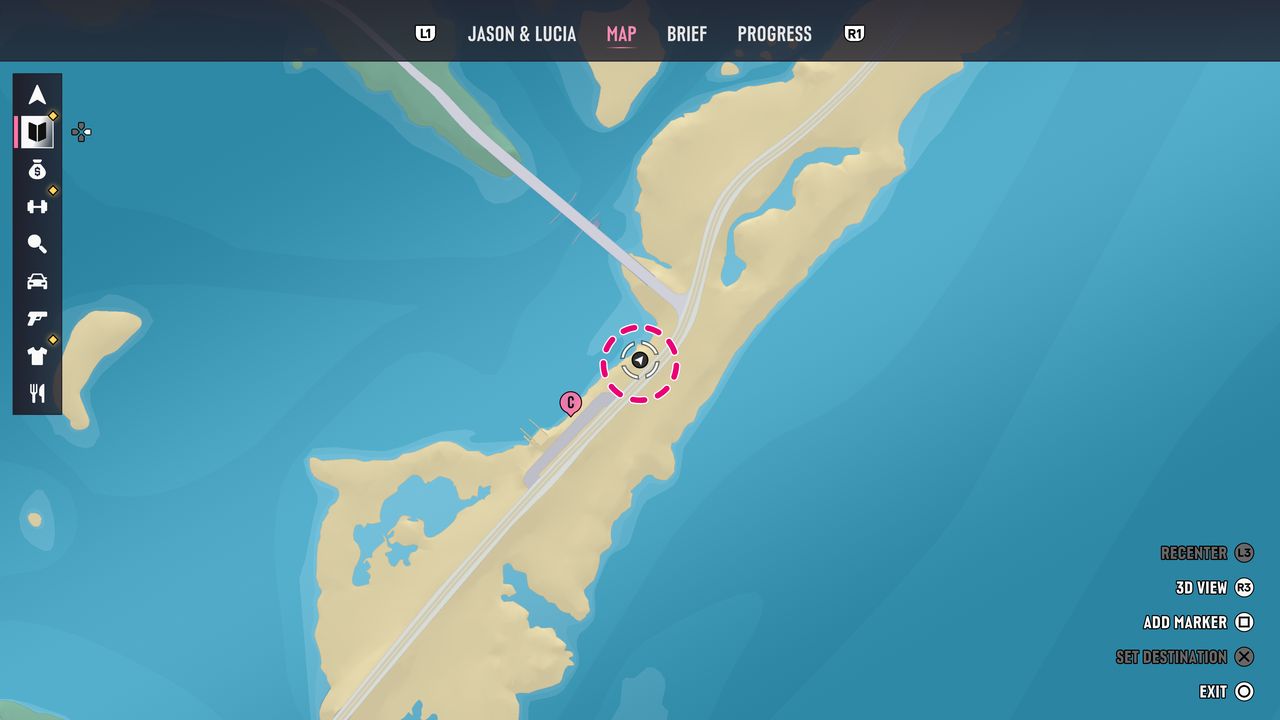 L1 JASON & LUCIA MAP BRIEF PROGRESS R1
$
C
RECENTER L3
3D VIEW R3
ADD MARKER
SET DESTINATION
EXIT